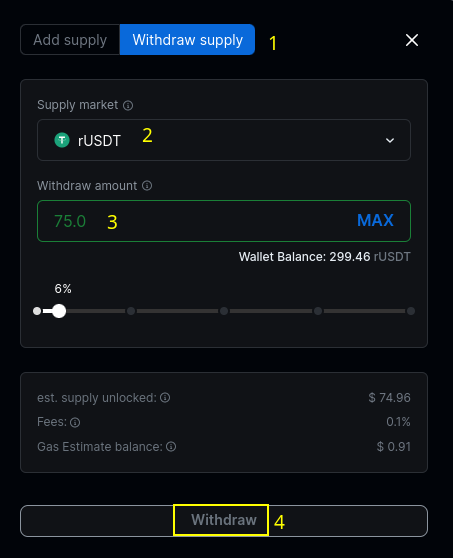 Add supply Withdraw supply 1
Supply market
T rUSDT 2
Withdraw amount
75.0 3 MAX
Wallet Balance: 299.46 rUSDT
6%
est. supply unlocked: $ 74.96
Fees: 0.1%
Gas Estimate balance: $ 0.91
Withdraw 4